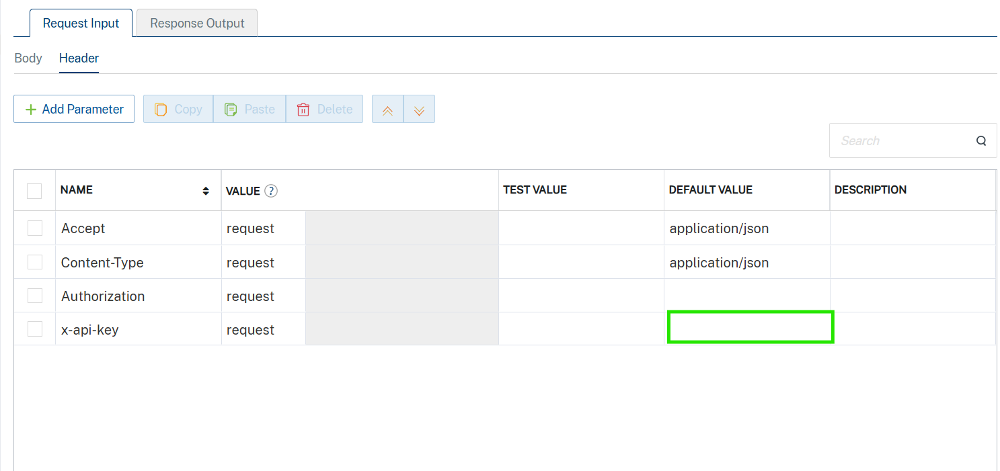 Request Input Response Output
Body Header
Add Parameter Copy Paste Delete
Search
NAME VALUE ? TEST VALUE DEFAULT VALUE DESCRIPTION
Accept request application/json
Content-Type request application/json
Authorization request
x-api-key request